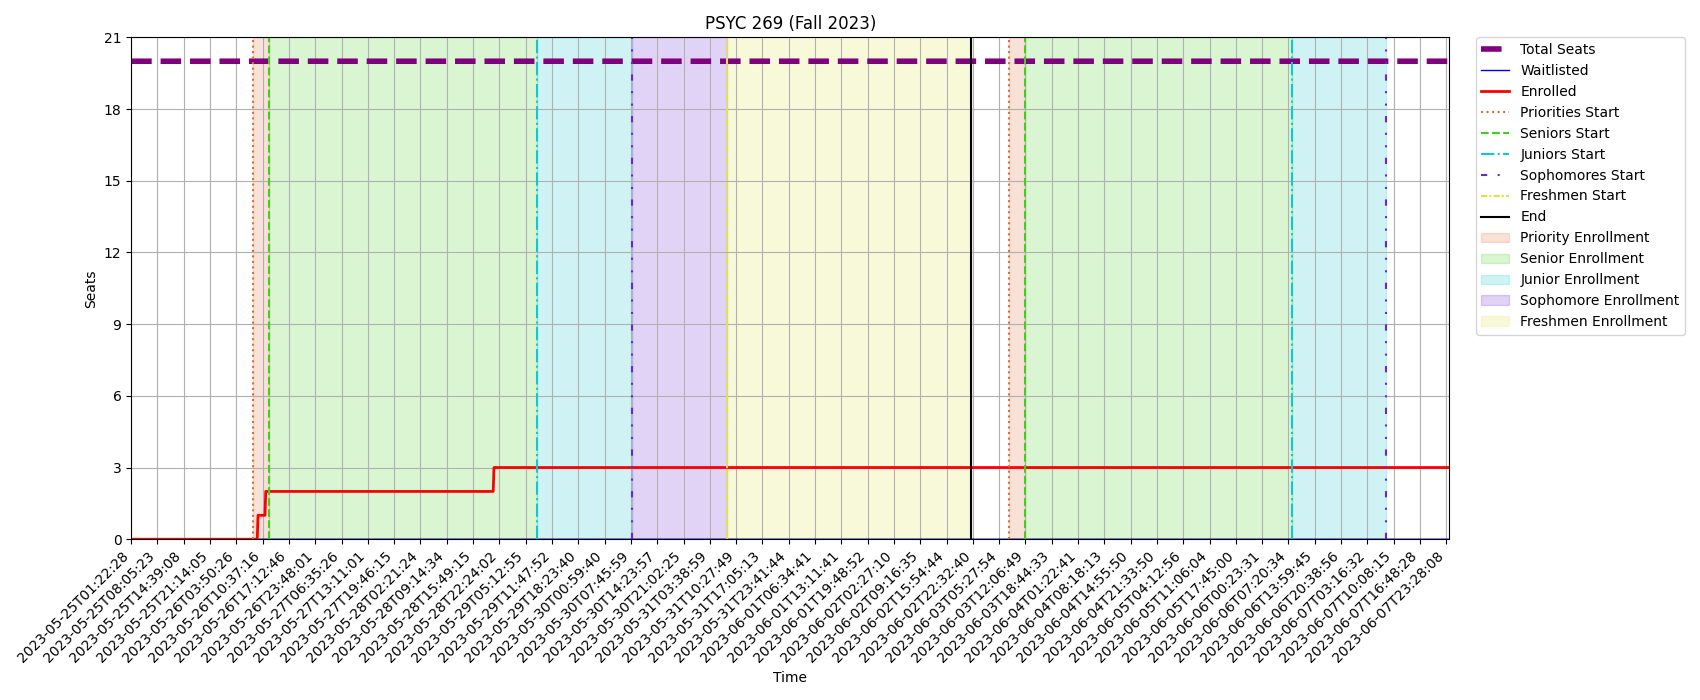 PSYC 269 (Fall 2023)
21
18
15
12
9
6
3
0
Seats
2023-05-25T01:22:28
2023-05-25T08:05:23
2023-05-25T14:39:08
2023-05-25T21:14:05
2023-05-26T03:50:26
2023-05-26T10:37:16
2023-05-26T17:12:46
2023-05-26T23:48:01
2023-05-27T06:35:26
2023-05-27T13:11:01
2023-05-27T19:46:15
2023-05-28T02:21:24
2023-05-28T09:14:34
2023-05-28T15:49:15
2023-05-28T22:24:02
2023-05-29T05:12:55
2023-05-29T11:47:52
2023-05-29T18:23:40
2023-05-30T00:59:40
2023-05-30T07:45:59
2023-05-30T14:23:57
2023-05-30T21:02:25
2023-05-31T03:38:59
2023-05-31T10:27:49
2023-05-31T17:05:13
2023-05-31T23:41:44
2023-06-01T06:34:41
2023-06-01T13:11:41
2023-06-01T19:48:52
2023-06-02T02:27:10
2023-06-02T09:16:35
2023-06-02T15:54:44
2023-06-02T22:32:40
2023-06-03T05:27:54
2023-06-03T12:06:49
2023-06-03T18:44:33
2023-06-04T01:22:41
2023-06-04T08:18:13
2023-06-04T14:55:50
2023-06-04T21:33:50
2023-06-05T04:12:56
2023-06-05T11:06:04
2023-06-05T17:45:00
2023-06-06T00:23:31
2023-06-06T07:20:34
2023-06-06T13:59:45
2023-06-06T20:38:56
2023-06-07T03:16:32
2023-06-07T10:08:15
2023-06-07T16:48:28
2023-06-07T23:28:08
Time
Total Seats
Waitlisted
Enrolled
Priorities Start
Seniors Start
Juniors Start
Sophomores Start
Freshmen Start
End
Priority Enrollment
Senior Enrollment
Junior Enrollment
Sophomore Enrollment
Freshmen Enrollment